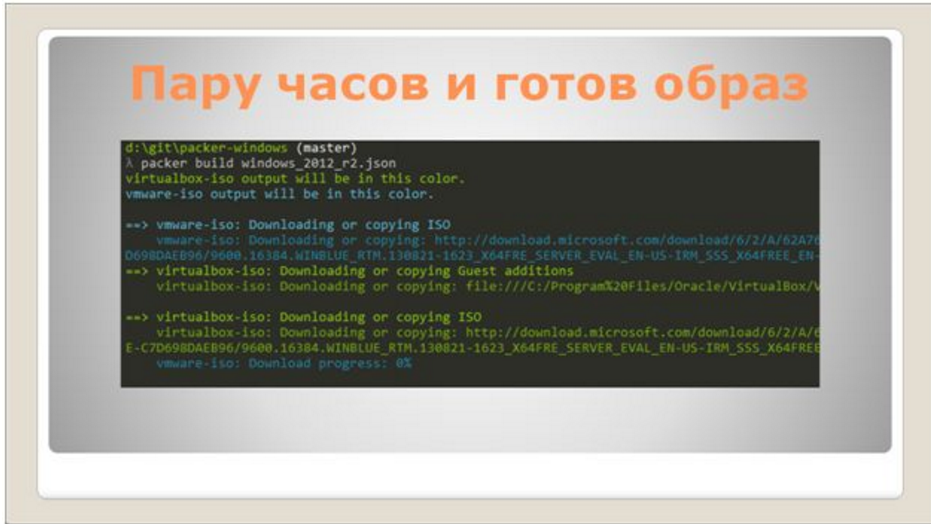 Пару часов и готов образ
d:\git\packer-windows (master)
λ packer build windows_2012_r2.json
virtualbox-iso output will be in this color.
vmware-iso output will be in this color.
==> vmware-iso: Downloading or copying ISO
vmware-iso: Downloading or copying: http://download.microsoft.com/download/6/2/A/62A76
D698DAEB96/9600.16384.WINBLUE_RTM.130821-1623_X64FRE_SERVER_EVAL_EN-US-IRM_SSS_X64FREE_EN-
==> virtualbox-iso: Downloading or copying Guest additions
virtualbox-iso: Downloading or copying: file:///C:/Program%20Files/Oracle/VirtualBox/V
==> virtualbox-iso: Downloading or copying ISO
virtualbox-iso: Downloading or copying: http://download.microsoft.com/download/6/2/A/6
E-C7D698DAEB96/9600.16384.WINBLUE_RTM.130821-1623_X64FRE_SERVER_EVAL_EN-US-IRM_SSS_X64FREE
vmware-iso: Download progress: 0%